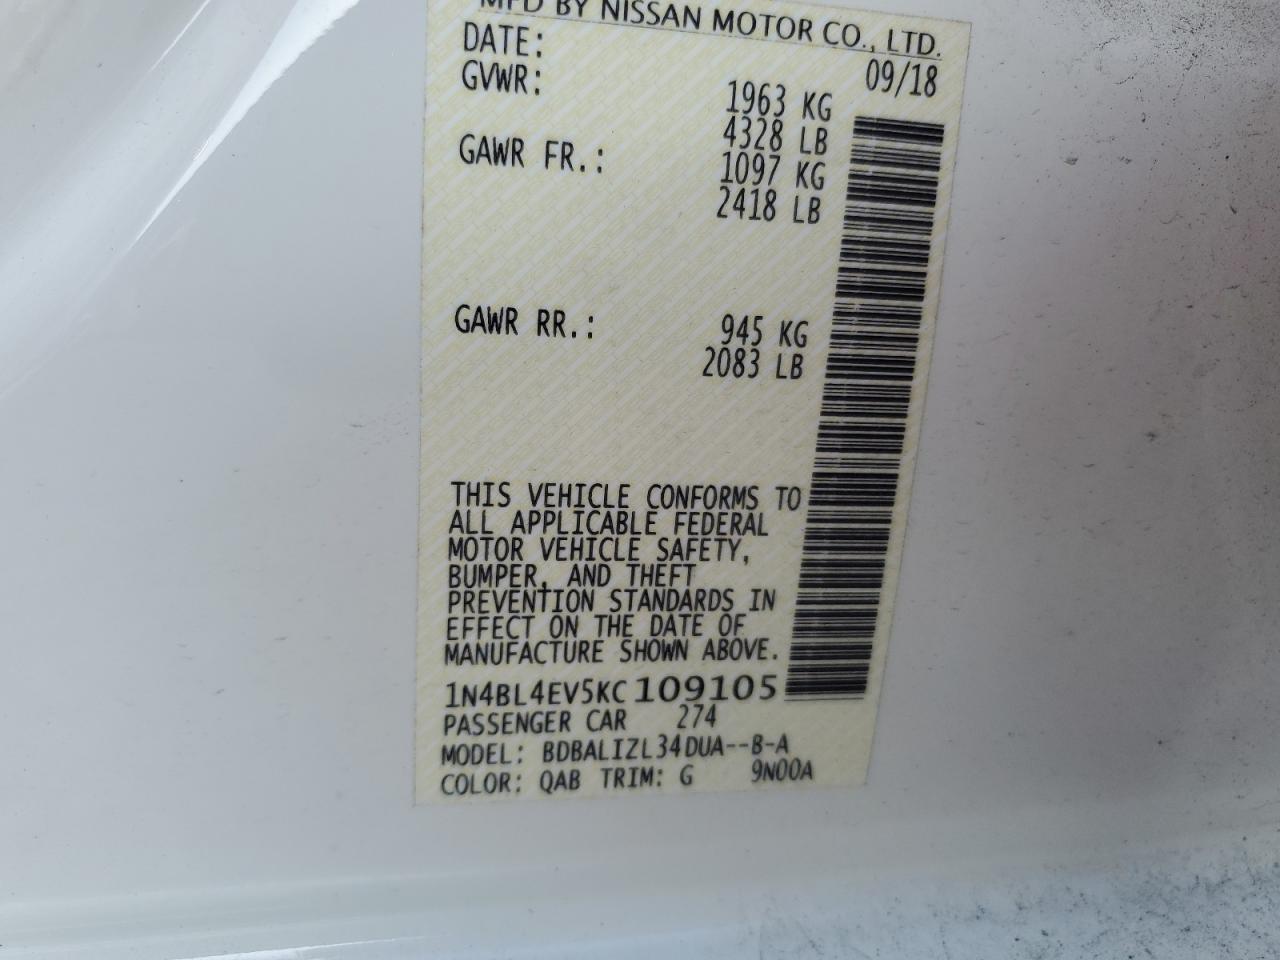 MFD BY NISSAN MOTOR CO., LTD.
DATE: 09/18
GVWR: 1963 KG
4328 LB
GAWR FR.: 1097 KG
2418 LB
GAWR RR.: 945 KG
2083 LB
THIS VEHICLE CONFORMS TO
ALL APPLICABLE FEDERAL
MOTOR VEHICLE SAFETY,
BUMPER, AND THEFT
PREVENTION STANDARDS IN
EFFECT ON THE DATE OF
MANUFACTURE SHOWN ABOVE.
1N4BL4EV5KC109105
PASSENGER CAR 274
MODEL: BDBALIZL34DUA--B-A
COLOR: QAB TRIM: G 9N00A